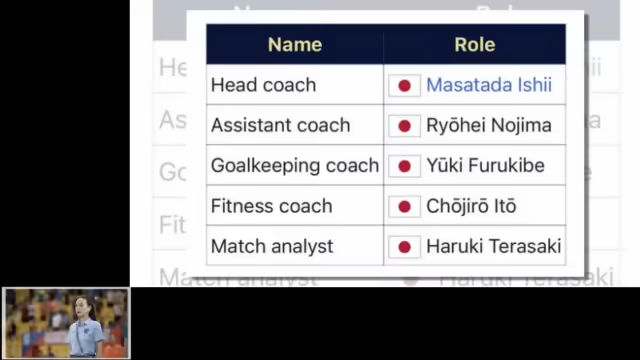 Name Role
Head coach Masatada Ishii
Assistant coach Ryōhei Nojima
Goalkeeping coach Yūki Furukibe
Fitness coach Chōjirō Itō
Match analyst Haruki Terasaki